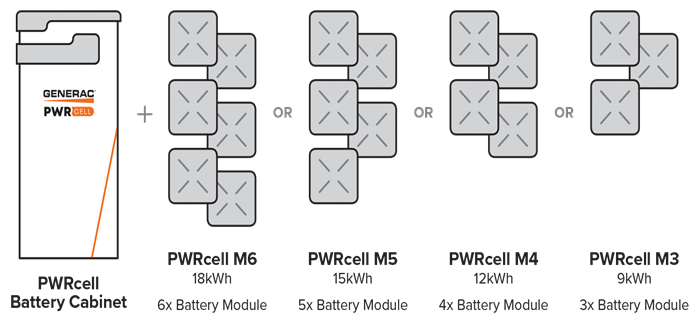 GENERAC
PWRCELL
+
OR
OR
OR
PWRcell
Battery Cabinet
PWRcell M6
18kWh
6x Battery Module
PWRcell M5
15kWh
5x Battery Module
PWRcell M4
12kWh
4x Battery Module
PWRcell M3
9kWh
3x Battery Module